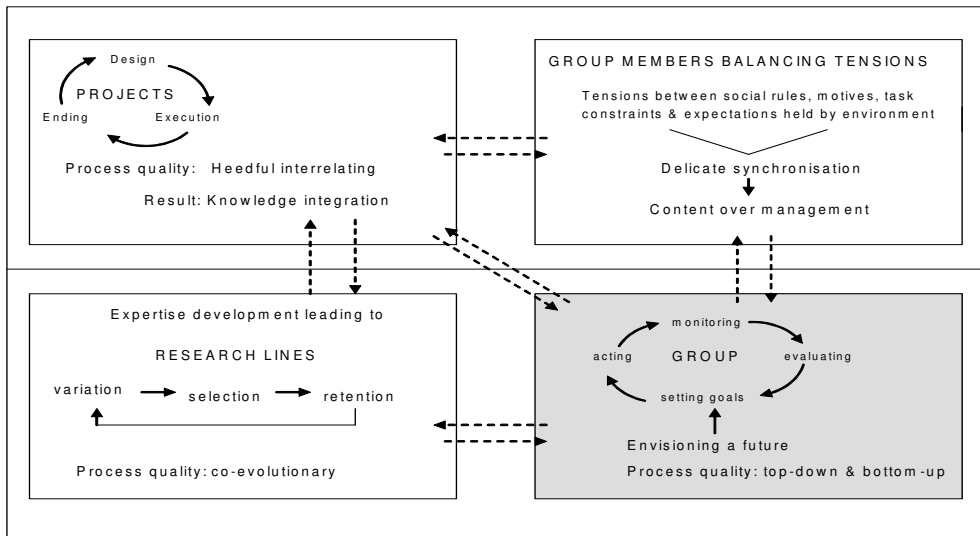 Design
PROJECTS
Ending
Execution
Process quality: Heedful interrelating
Result: Knowledge integration
GROUP MEMBERS BALANCING TENSIONS
Tensions between social rules, motives, task
constraints & expectations held by environment
Delicate synchronisation
Content over management
Expertise development leading to
RESEARCH LINES
variation
selection
retention
Process quality: co-evolutionary
monitoring
acting
GROUP
evaluating
setting goals
Envisioning a future
Process quality: top-down & bottom-up